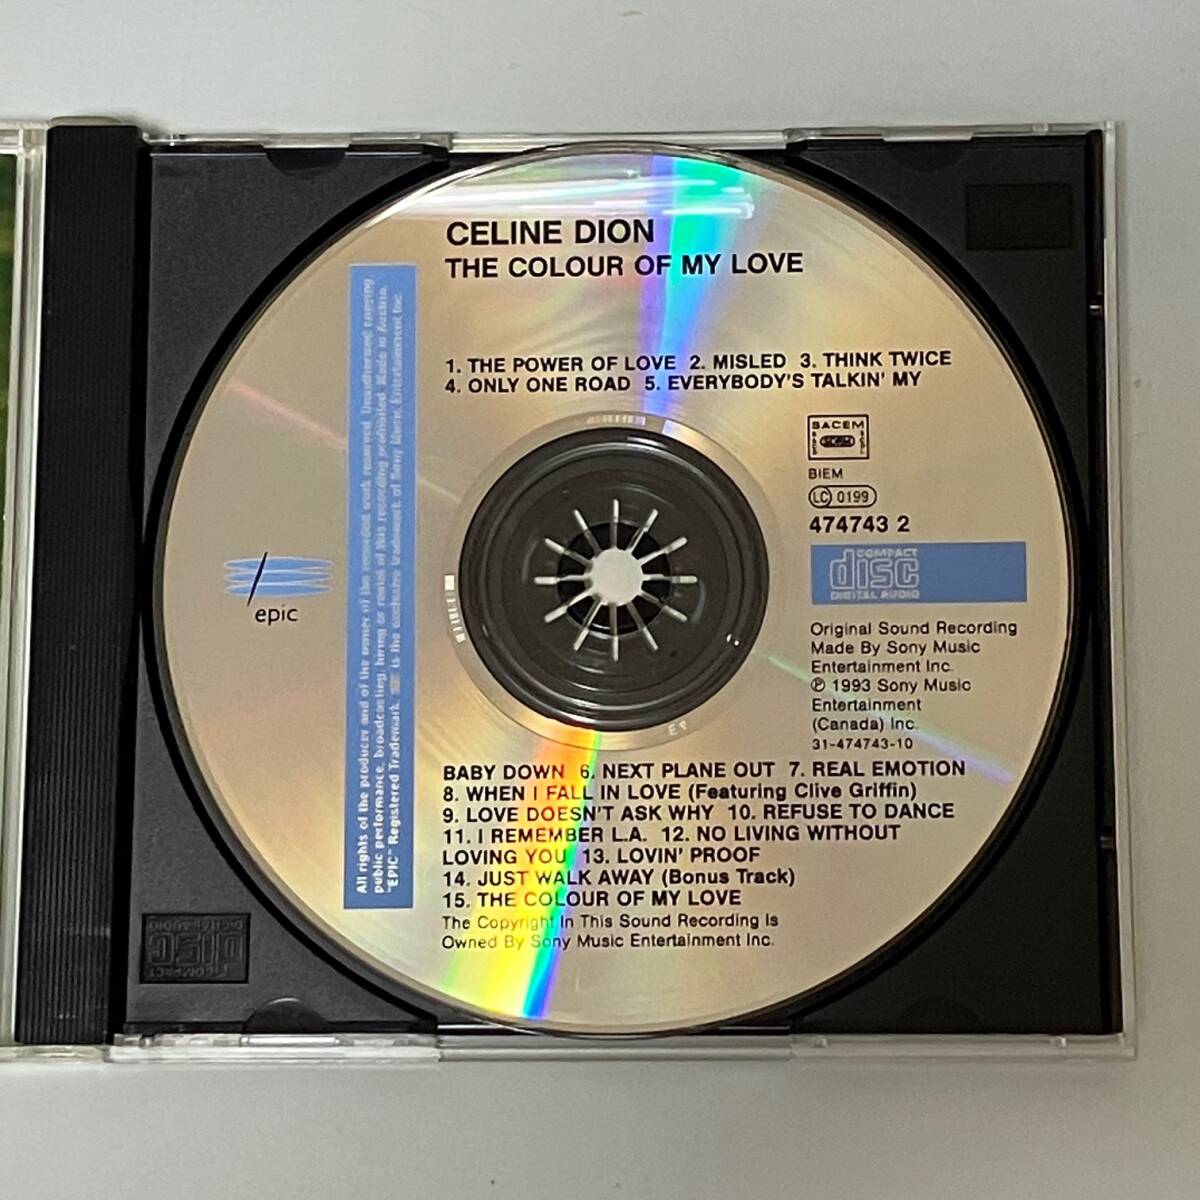 CELINE DION
THE COLOUR OF MY LOVE
1. THE POWER OF LOVE 2. MISLED 3. THINK TWICE
4. ONLY ONE ROAD 5. EVERYBODY'S TALKIN' MY
SACEM
BIEM
LC 0199
474743 2
COMPACT
disc
DIGITAL AUDIO
Original Sound Recording
Made By Sony Music
Entertainment Inc.
℗ 1993 Sony Music
Entertainment
(Canada) Inc.
31-474743-10
BABY DOWN 6. NEXT PLANE OUT 7. REAL EMOTION
8. WHEN I FALL IN LOVE (Featuring Clive Griffin)
9. LOVE DOESN'T ASK WHY 10. REFUSE TO DANCE
11. I REMEMBER L.A. 12. NO LIVING WITHOUT
LOVING YOU 13. LOVIN' PROOF
14. JUST WALK AWAY (Bonus Track)
15. THE COLOUR OF MY LOVE
The Copyright In This Sound Recording Is
Owned By Sony Music Entertainment Inc.
epic
All rights of the producer and of the owner of the recorded work reserved. Unauthorised copying,
public performance, broadcasting, hiring or rental of this recording prohibited. Made in Austria.
"EPIC" Registered Trademark. is the exclusive trademark of Sony Music Entertainment Inc.
COMPACT
disc
DIGITAL AUDIO